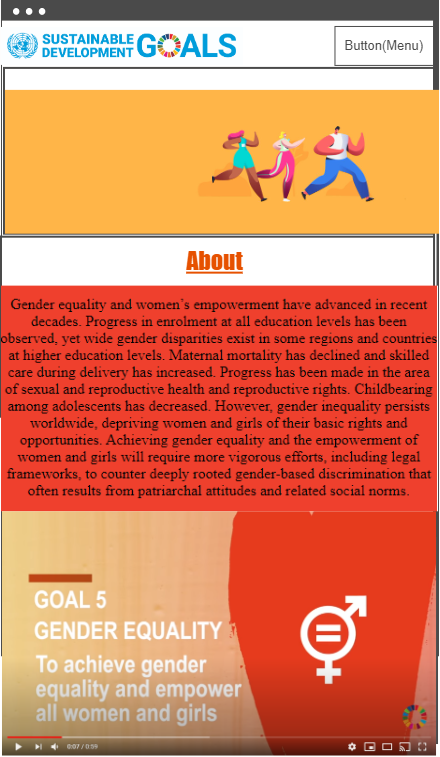 SUSTAINABLE
DEVELOPMENT
GOALS
Button(Menu)
About
Gender equality and women’s empowerment have advanced in recent
decades. Progress in enrolment at all education levels has been
observed, yet wide gender disparities exist in some regions and countries
at higher education levels. Maternal mortality has declined and skilled
care during delivery has increased. Progress has been made in the area
of sexual and reproductive health and reproductive rights. Childbearing
among adolescents has decreased. However, gender inequality persists
worldwide, depriving women and girls of their basic rights and
opportunities. Achieving gender equality and the empowerment of
women and girls will require more vigorous efforts, including legal
frameworks, to counter deeply rooted gender-based discrimination that
often results from patriarchal attitudes and related social norms.
GOAL 5
GENDER EQUALITY
To achieve gender
equality and empower
all women and girls
0:07 / 0:59